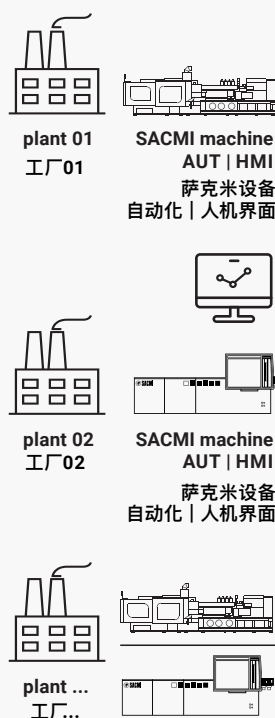 plant 01
工厂01
SACMI machine
AUT | HMI
萨克米设备
自动化｜人机界面
SACMI
plant 02
工厂02
SACMI machine
AUT | HMI
萨克米设备
自动化｜人机界面
SACMI
plant ...
工厂...